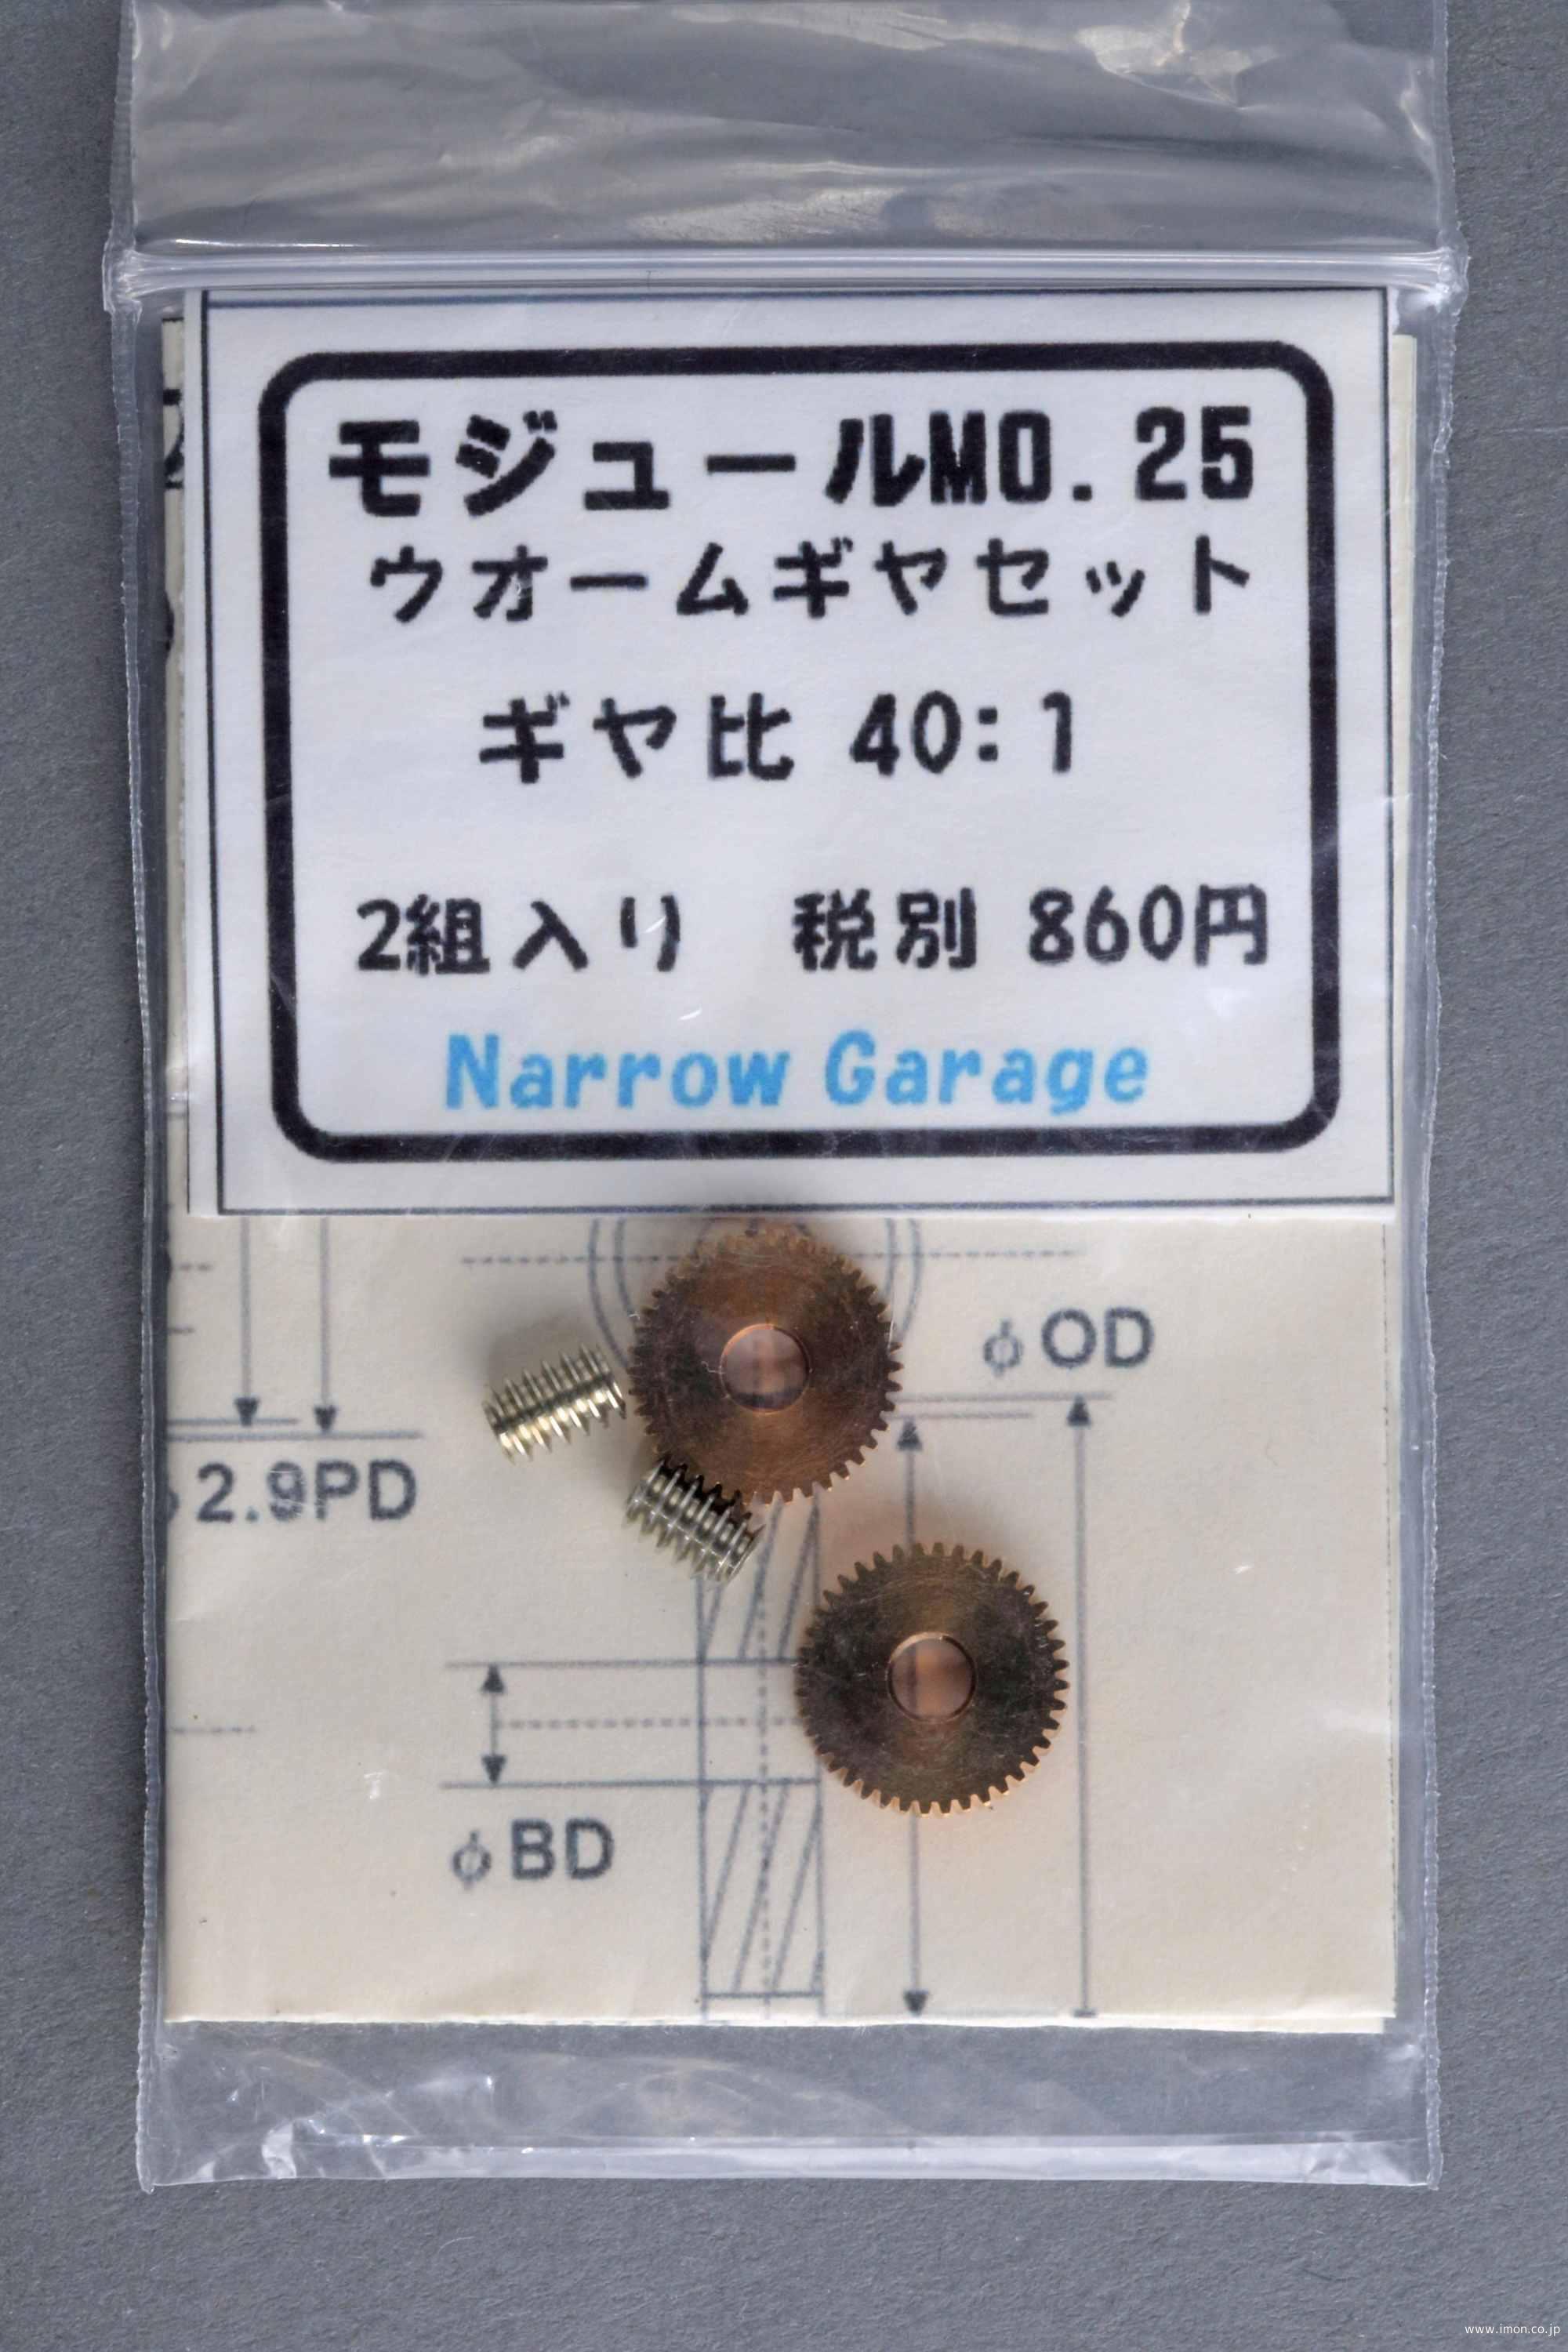 モジュールM0.25
ウオームギヤセット
ギヤ比 40:1
2組入り 税別 860円
Narrow Garage
φOD
2.9PD
φBD
www.imon.co.jp